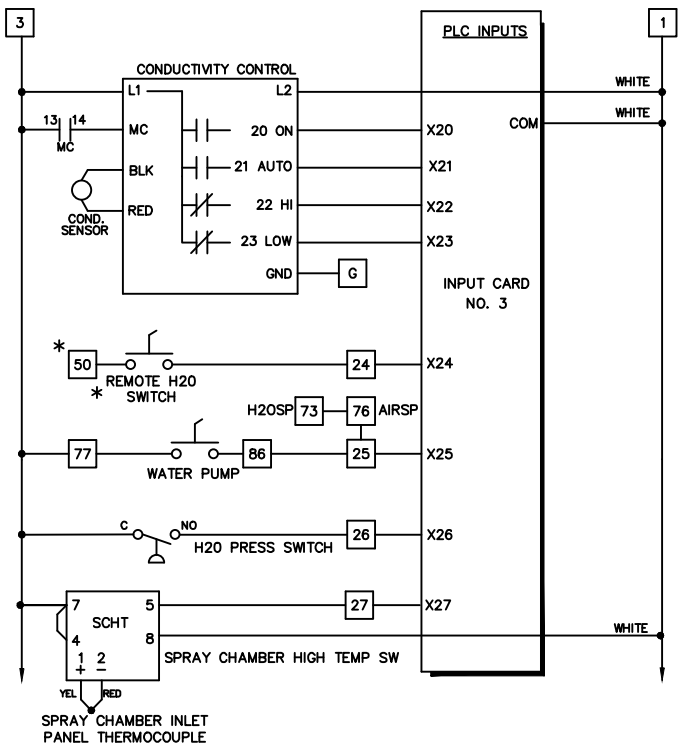 3
PLC INPUTS
1
CONDUCTIVITY CONTROL
L1
L2
WHITE
13 14
MC
MC
20 ON
X20
COM
WHITE
BLK
21 AUTO
X21
RED
22 HI
X22
COND.
SENSOR
23 LOW
X23
GND
G
INPUT CARD
NO. 3
*
50
24
X24
*
REMOTE H20
SWITCH
H2OSP
73
76
AIRSP
77
86
25
X25
WATER PUMP
C
NO
26
X26
H20 PRESS SWITCH
7
5
27
X27
SCHT
4
8
WHITE
1
2
+
−
SPRAY CHAMBER HIGH TEMP SW
YEL
RED
SPRAY CHAMBER INLET
PANEL THERMOCOUPLE